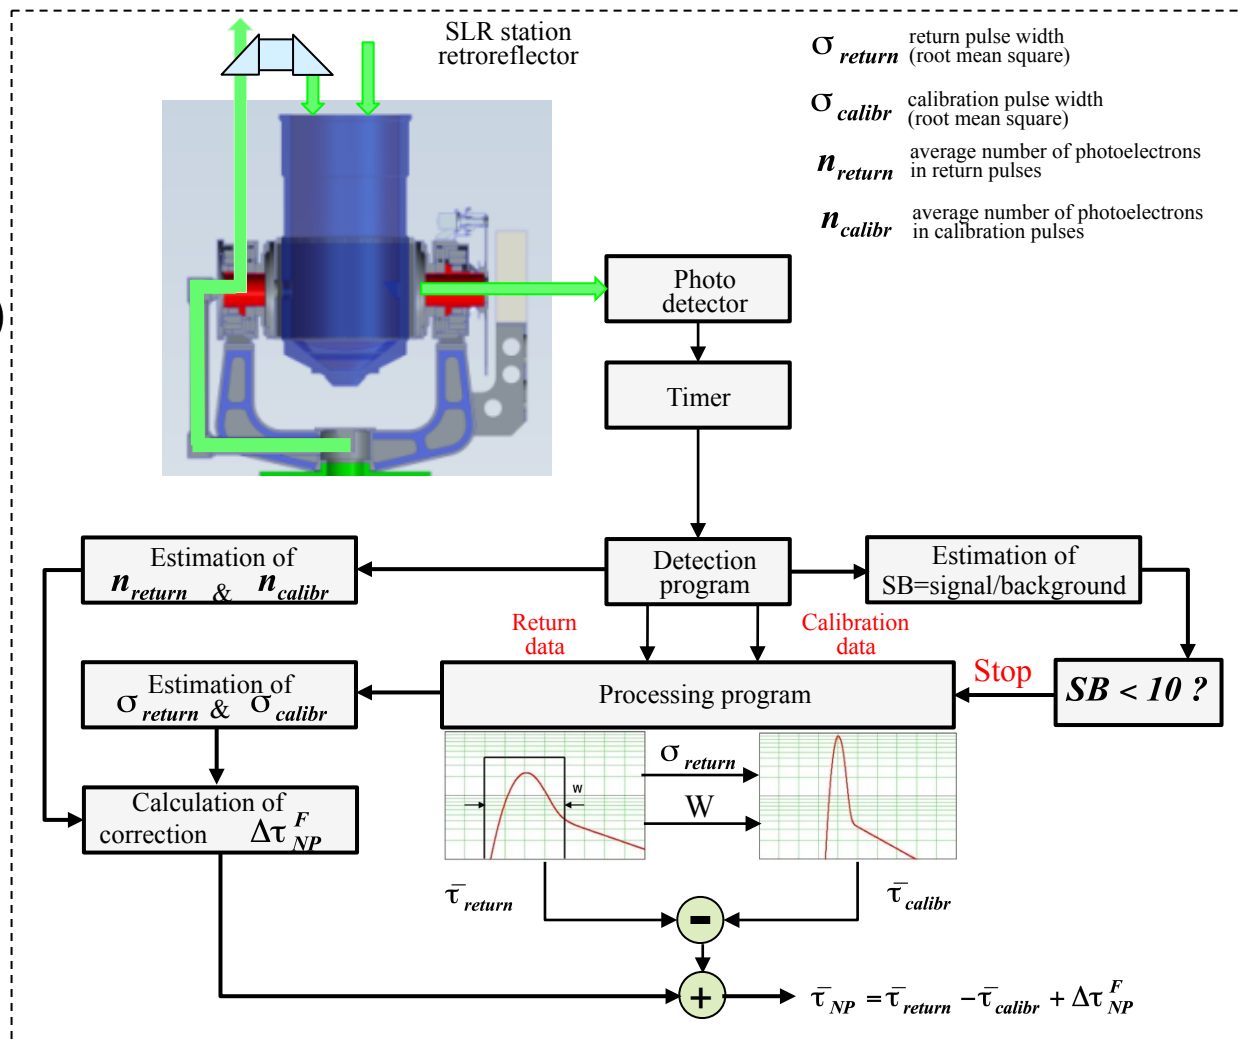 SLR station
retroreflector
σ return return pulse width
(root mean square)
σ calibr calibration pulse width
(root mean square)
n return average number of photoelectrons
in return pulses
n calibr average number of photoelectrons
in calibration pulses
)
Photo
detector
Timer
Estimation of
n return & n calibr
Detection
program
Estimation of
SB=signal/background
Return
data
Calibration
data
Estimation of
σ return & σ calibr
Processing program
Stop
SB < 10 ?
σ return
W
w
Calculation of
correction Δτ F NP
τ̄ return
τ̄ calibr
-
+
τ̄ NP = τ̄ return − τ̄ calibr + Δτ F NP